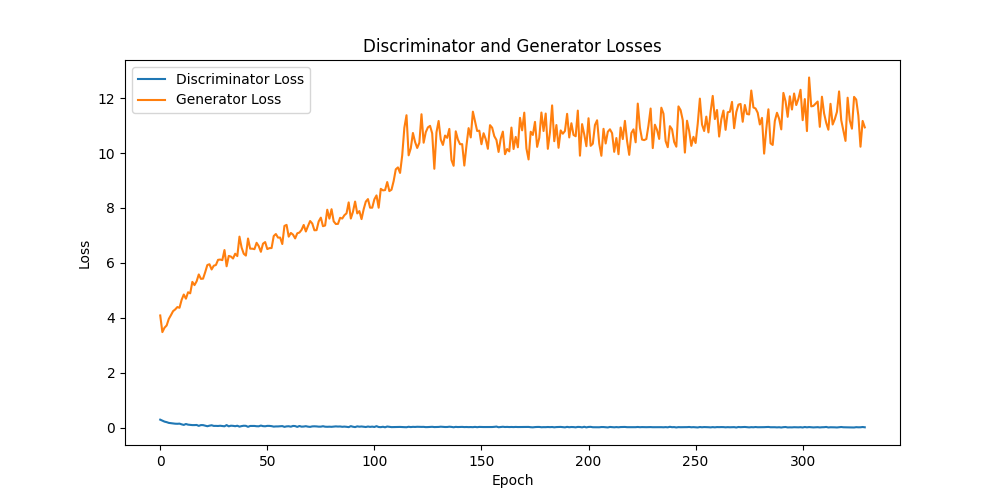 Discriminator and Generator Losses
Discriminator Loss
Generator Loss
12
10
8
6
4
2
0
Loss
0 50 100 150 200 250 300
Epoch